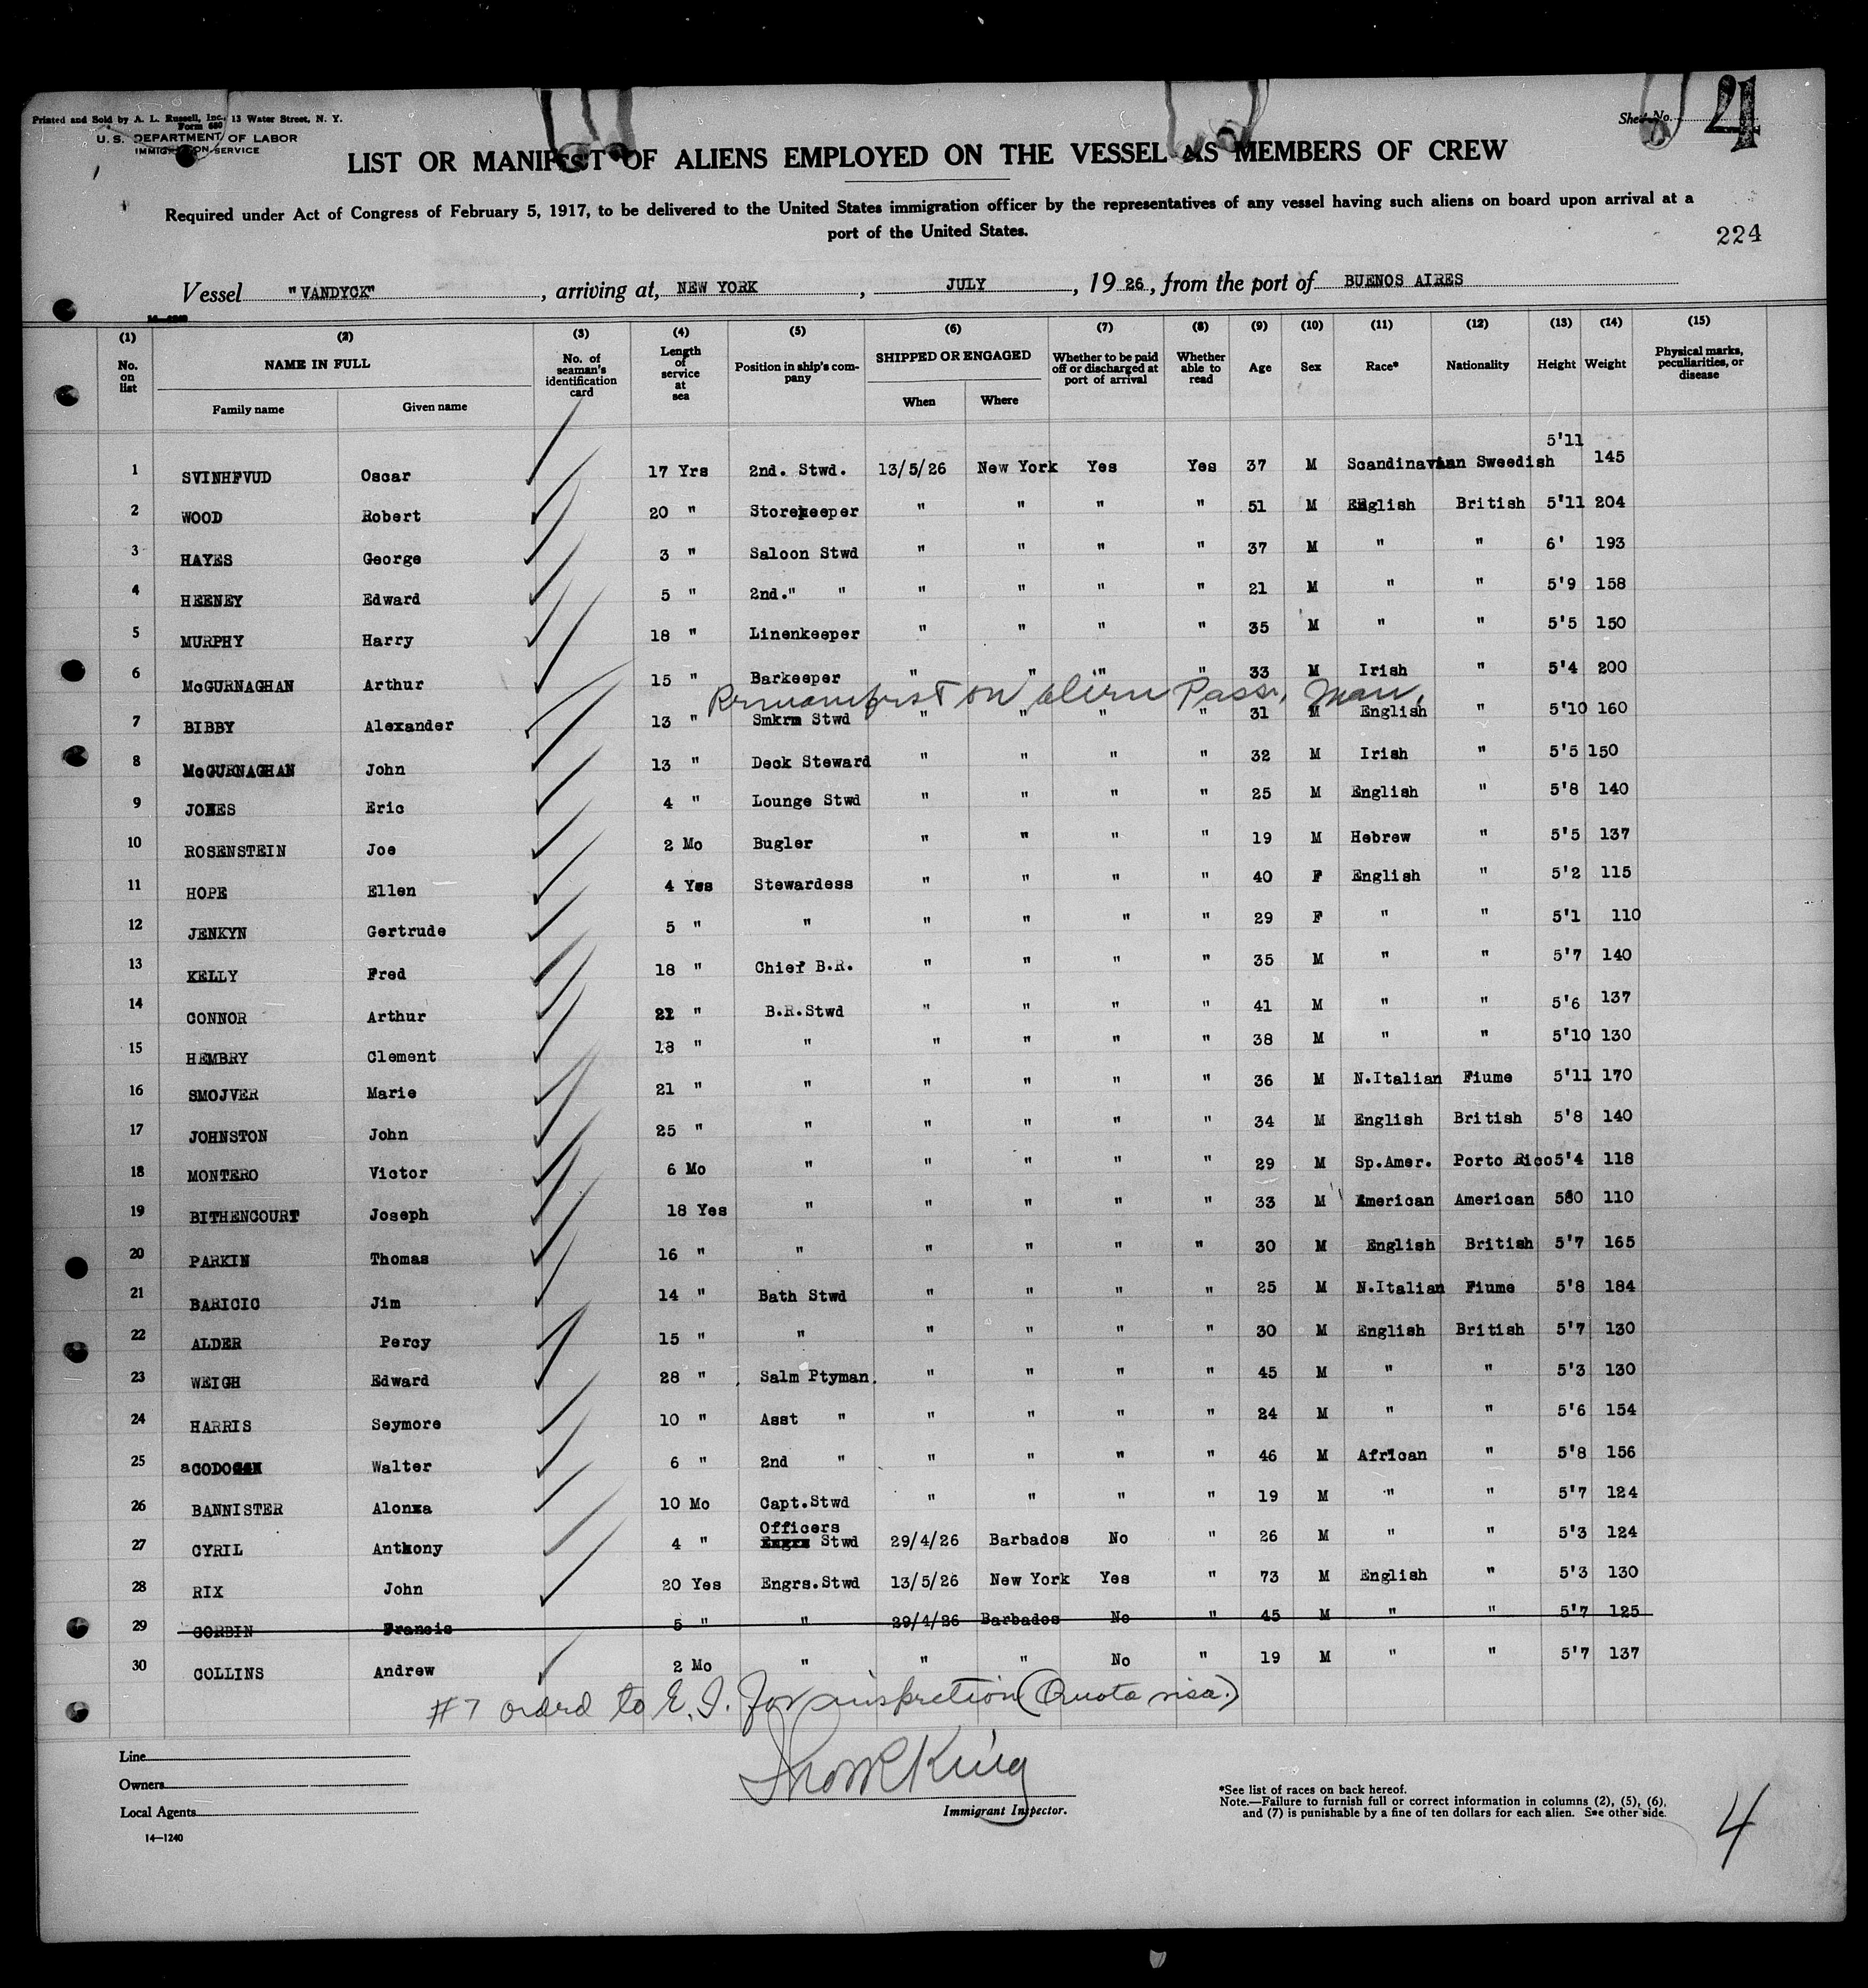 Printed and Sold by A. L. Russell, Inc., 13 Water Street, N. Y.
Form 680
U. S. DEPARTMENT OF LABOR
IMMIGRATION SERVICE
Sheet No. 4
LIST OR MANIFEST OF ALIENS EMPLOYED ON THE VESSEL AS MEMBERS OF CREW
Required under Act of Congress of February 5, 1917, to be delivered to the United States immigration officer by the representatives of any vessel having such aliens on board upon arrival at a
port of the United States.
224
Vessel "VANDYCK", arriving at, NEW YORK, JULY, 19 26, from the port of BUENOS AIRES
14—1240
(1) (2) (3) (4) (5) (6) (7) (8) (9) (10) (11) (12) (13) (14) (15)
No. on list NAME IN FULL Family name Given name No. of seaman's identification card Length of service at sea Position in ship's company SHIPPED OR ENGAGED When Where Whether to be paid off or discharged at port of arrival Whether able to read Age Sex Race* Nationality Height Weight Physical marks, peculiarities, or disease
1 SVINHFVUD Oscar 17 Yrs 2nd. Stwd. 13/5/26 New York Yes Yes 37 M Scandinavian Swedish 5'11 145
2 WOOD Robert 20 " Storekeeper " " " " 51 M English British 5'11 204
3 HAYES George 3 " Saloon Stwd " " " " 37 M " " 6' 193
4 HEENEY Edward 5 " 2nd." " " " " " 21 M " " 5'9 158
5 MURPHY Harry 18 " Linenkeeper " " " " 35 M " " 5'5 150
6 McGURNAGHAN Arthur 15 " Barkeeper " " " " 33 M Irish " 5'4 200
Remanifest on alien Pass. Man.
7 BIBBY Alexander 13 " Smkrm Stwd " " " " 31 M English " 5'10 160
8 McGURNAGHAN John 13 " Deck Steward " " " " 32 M Irish " 5'5 150
9 JONES Eric 4 " Lounge Stwd " " " " 25 M English " 5'8 140
10 ROSENSTEIN Joe 2 Mo Bugler " " " " 19 M Hebrew " 5'5 137
11 HOPE Ellen 4 Yes Stewardess " " " " 40 F English " 5'2 115
12 JENKYN Gertrude 5 " " " " " " 29 F " " 5'1 110
13 KELLY Fred 18 " Chief B.R. " " " " 35 M " " 5'7 140
14 CONNOR Arthur 22 " B.R.Stwd " " " " 41 M " " 5'6 137
15 HEMBRY Clement 18 " " " " " " 38 M " " 5'10 130
16 SMOJVER Marie 21 " " " " " " 36 M N.Italian Fiume 5'11 170
17 JOHNSTON John 25 " " " " " " 34 M English British 5'8 140
18 MONTERO Victor 6 Mo " " " " " 29 M Sp.Amer. Porto Rico 5'4 118
19 BITHENCOURT Joseph 18 Yes " " " " " 33 M American American 110
20 PARKIN Thomas 16 " " " " " " 30 M English British 5'7 165
21 BARICIC Jim 14 " Bath Stwd " " " " 25 M N.Italian Fiume 5'8 184
22 ALDER Percy 15 " " " " " " 30 M English British 5'7 130
23 WEIGH Edward 28 " Salm Ptyman. " " " " 45 M " " 5'3 130
24 HARRIS Seymore 10 " Asst " " " " " 24 M " " 5'6 154
25 Walter 6 " 2nd " " " " " 46 M African " 5'8 156
26 BANNISTER Alonxa 10 Mo Capt.Stwd " " " " 19 M " " 5'7 124
27 CYRIL Anthony 4 " Officers Stwd 29/4/26 Barbados No " 26 M " " 5'3 124
28 RIX John 20 Yes Engrs.Stwd 13/5/26 New York Yes " 73 M English " 5'3 130
29 CORBIN Francis 5 " " 29/4/26 Barbados No " 45 M " " 5'7 125
30 COLLINS Andrew 2 Mo " " " No " 19 M " " 5'7 137
#7 ordrd to E. I. for inspection (Quota visa.)
Line
Owners
Local Agents
14—1240
King
Immigrant Inspector.
*See list of races on back hereof.
Note.—Failure to furnish full or correct information in columns (2), (5), (6), and (7) is punishable by a fine of ten dollars for each alien. See other side.
4